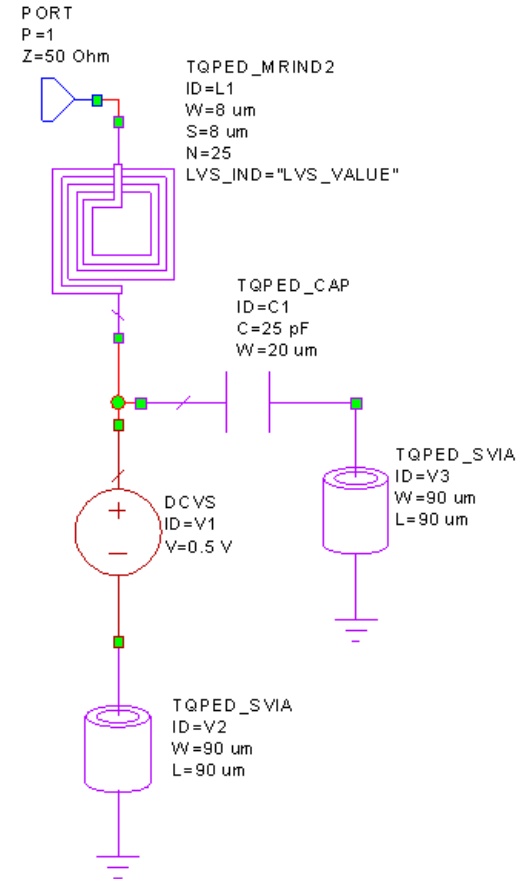 PORT
P=1
Z=50 Ohm
TQPED_MRIND2
ID=L1
W=8 um
S=8 um
N=25
LVS_IND="LVS_VALUE"
TQPED_CAP
ID=C1
C=25 pF
W=20 um
TQPED_SVIA
ID=V3
W=90 um
L=90 um
DCVS
ID=V1
V=0.5 V
TQPED_SVIA
ID=V2
W=90 um
L=90 um